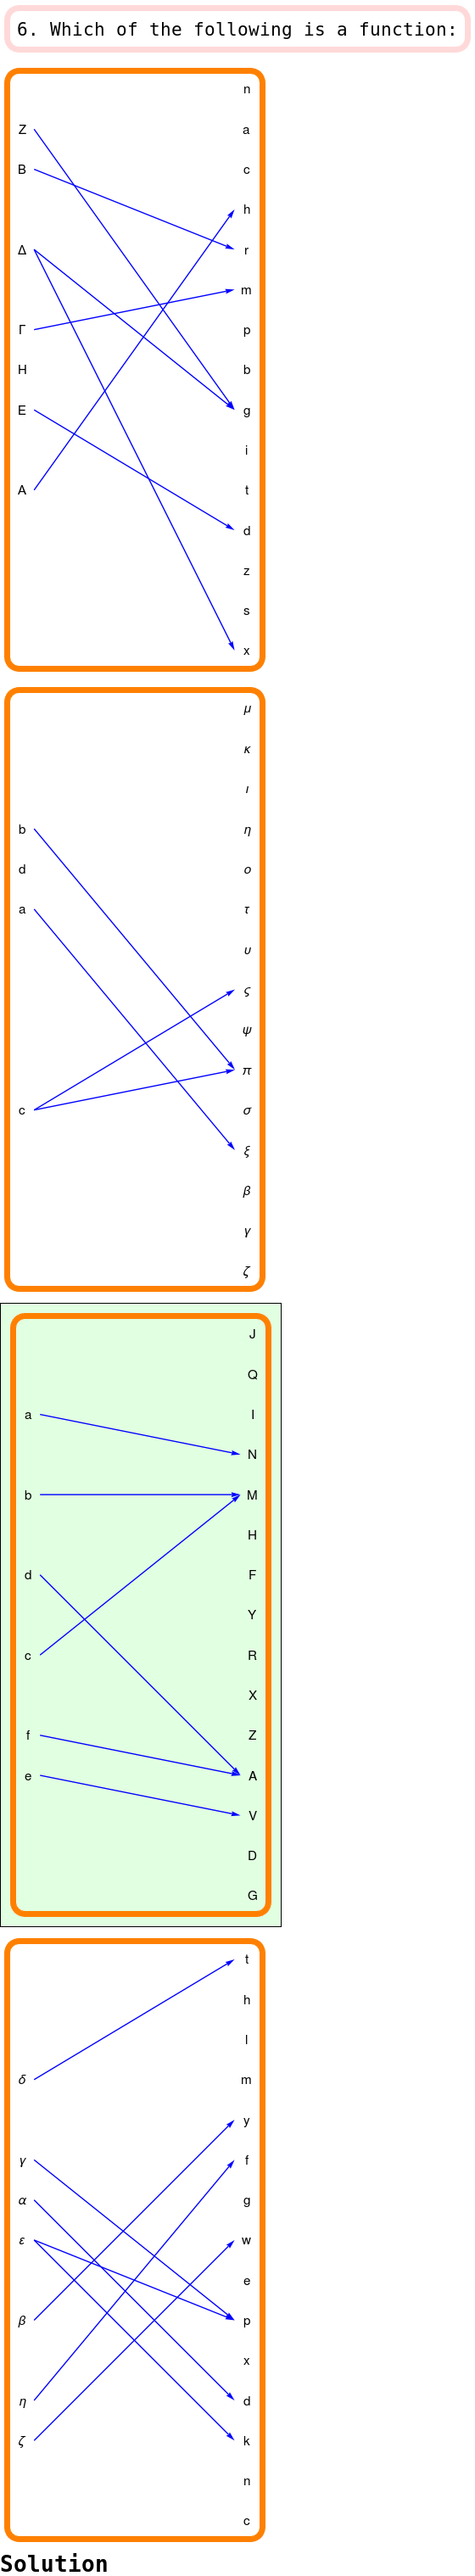 6. Which of the following is a function:
n
Z a
B c
h
Δ r
m
Γ p
H b
E g
i
A t
d
z
s
x
μ
κ
ι
b η
d ο
a τ
υ
ς
ψ
π
c σ
ξ
β
γ
ζ
J
Q
a I
N
b M
H
d F
Y
c R
X
f Z
e A
V
D
G
t
h
l
δ m
y
γ f
α g
ε w
e
β p
x
η d
ζ k
n
c
Solution